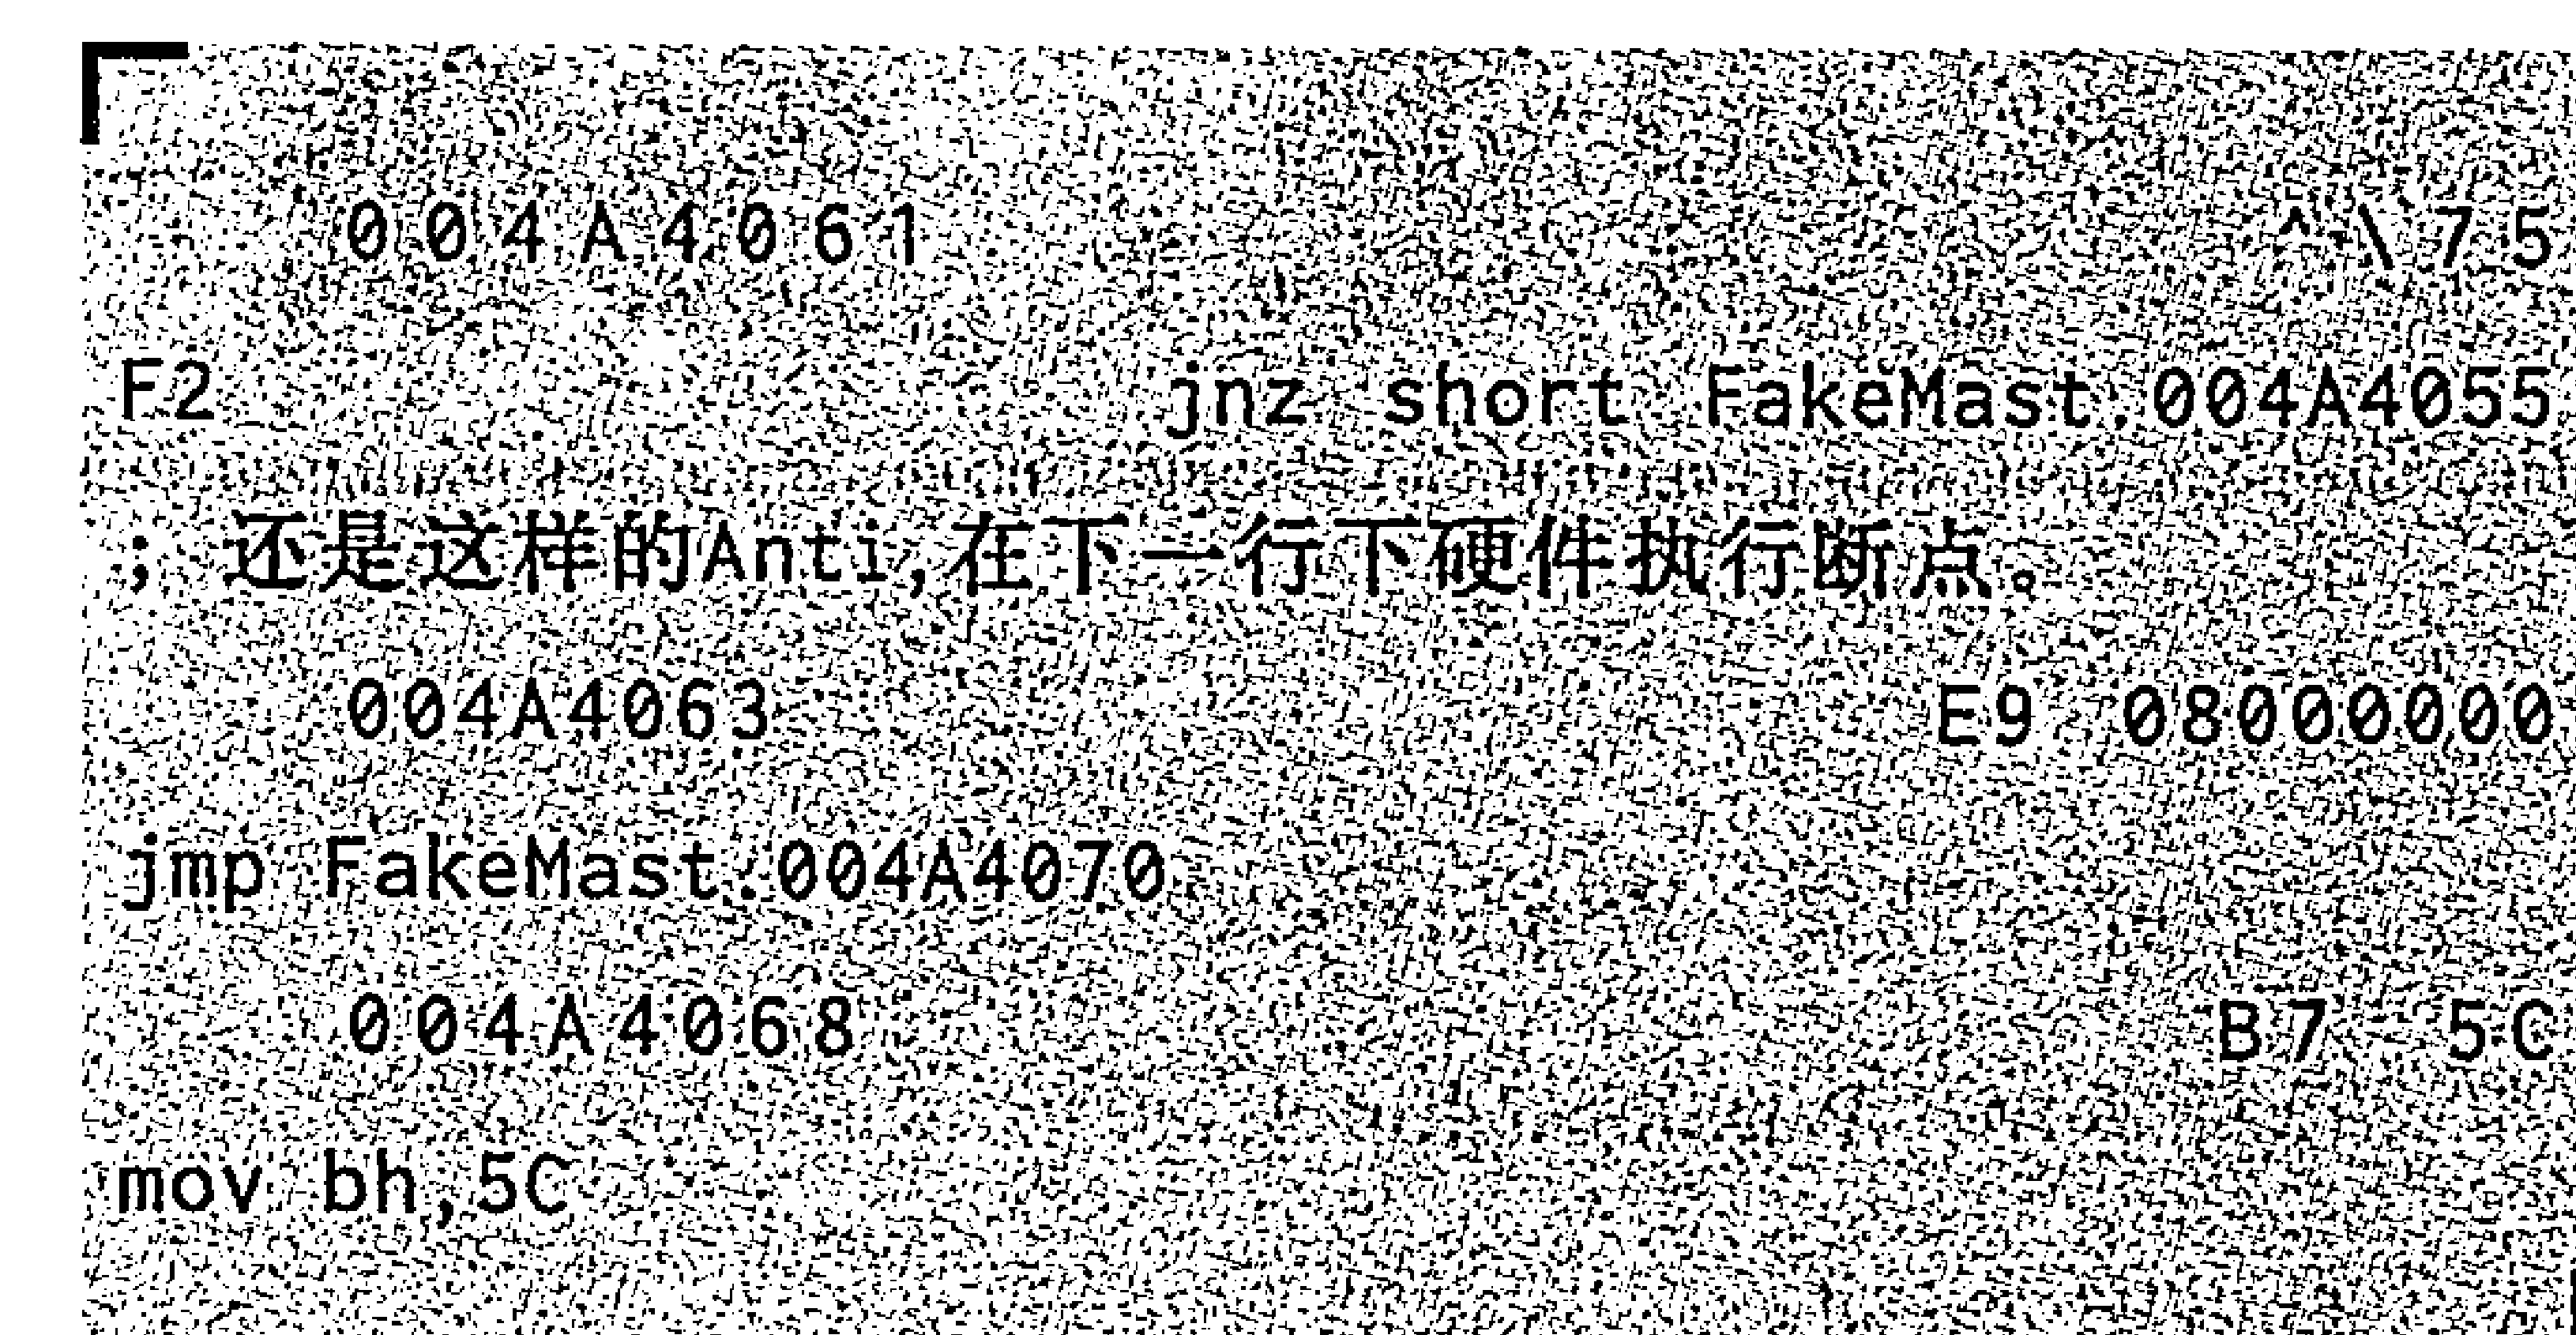 004A4061 ^\75
F2 jnz short FakeMast.004A4055
; 还是这样的Anti,在下一行下硬件执行断点。
004A4063 E9 08000000
jmp FakeMast.004A4070
004A4068 B7 5C
mov bh,5C